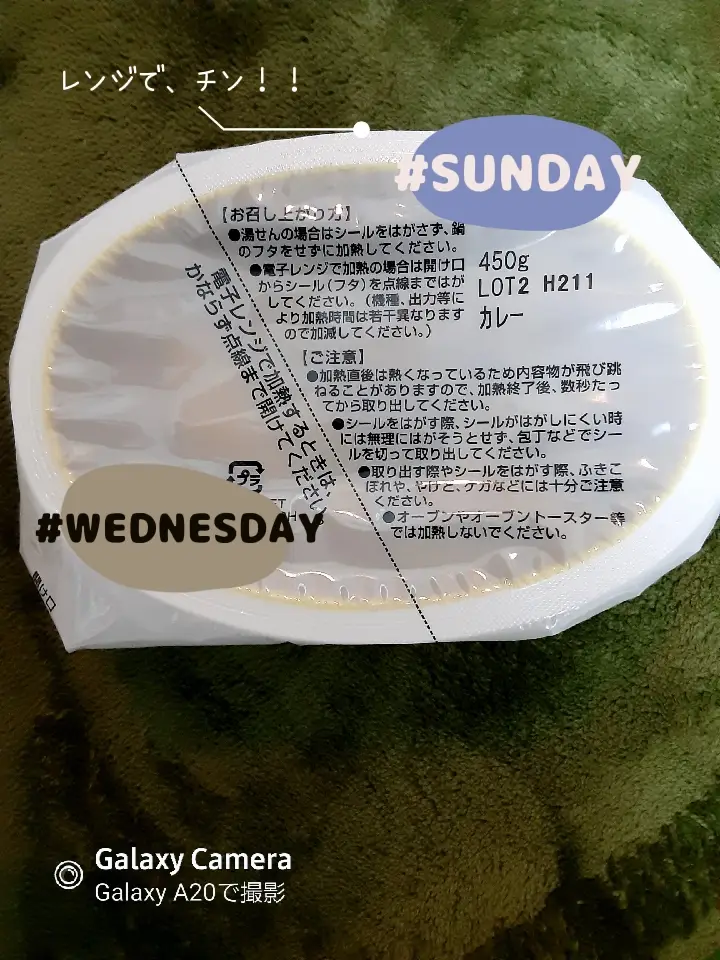 レンジで、チン！！
#SUNDAY
【お召し上がり方】
●湯せんの場合はシールをはがさず、鍋
のフタをせずに加熱してください。
●電子レンジで加熱の場合は開け口
からシール(フタ)を点線まではが
してください。(機種、出力等に
より加熱時間は若干異なります
ので加減してください。)
450g
LOT2 H211
カレー
電子レンジで加熱するときは、
かならず点線まで開けてください。
【ご注意】
●加熱直後は熱くなっているため内容物が飛び跳
ねることがありますので、加熱終了後、数秒たっ
てから取り出してください。
●シールをはがす際、シールがはがしにくい時
には無理にはがそうとせず、包丁などでシー
ルを切って取り出してください。
●取り出す際やシールをはがす際、ふきこ
ぼれや、やけど、ケガなどには十分ご注意
ください。
●オーブンやオーブントースター等
では加熱しないでください。
プラ
#WEDNESDAY
開け口
Galaxy Camera
Galaxy A20で撮影